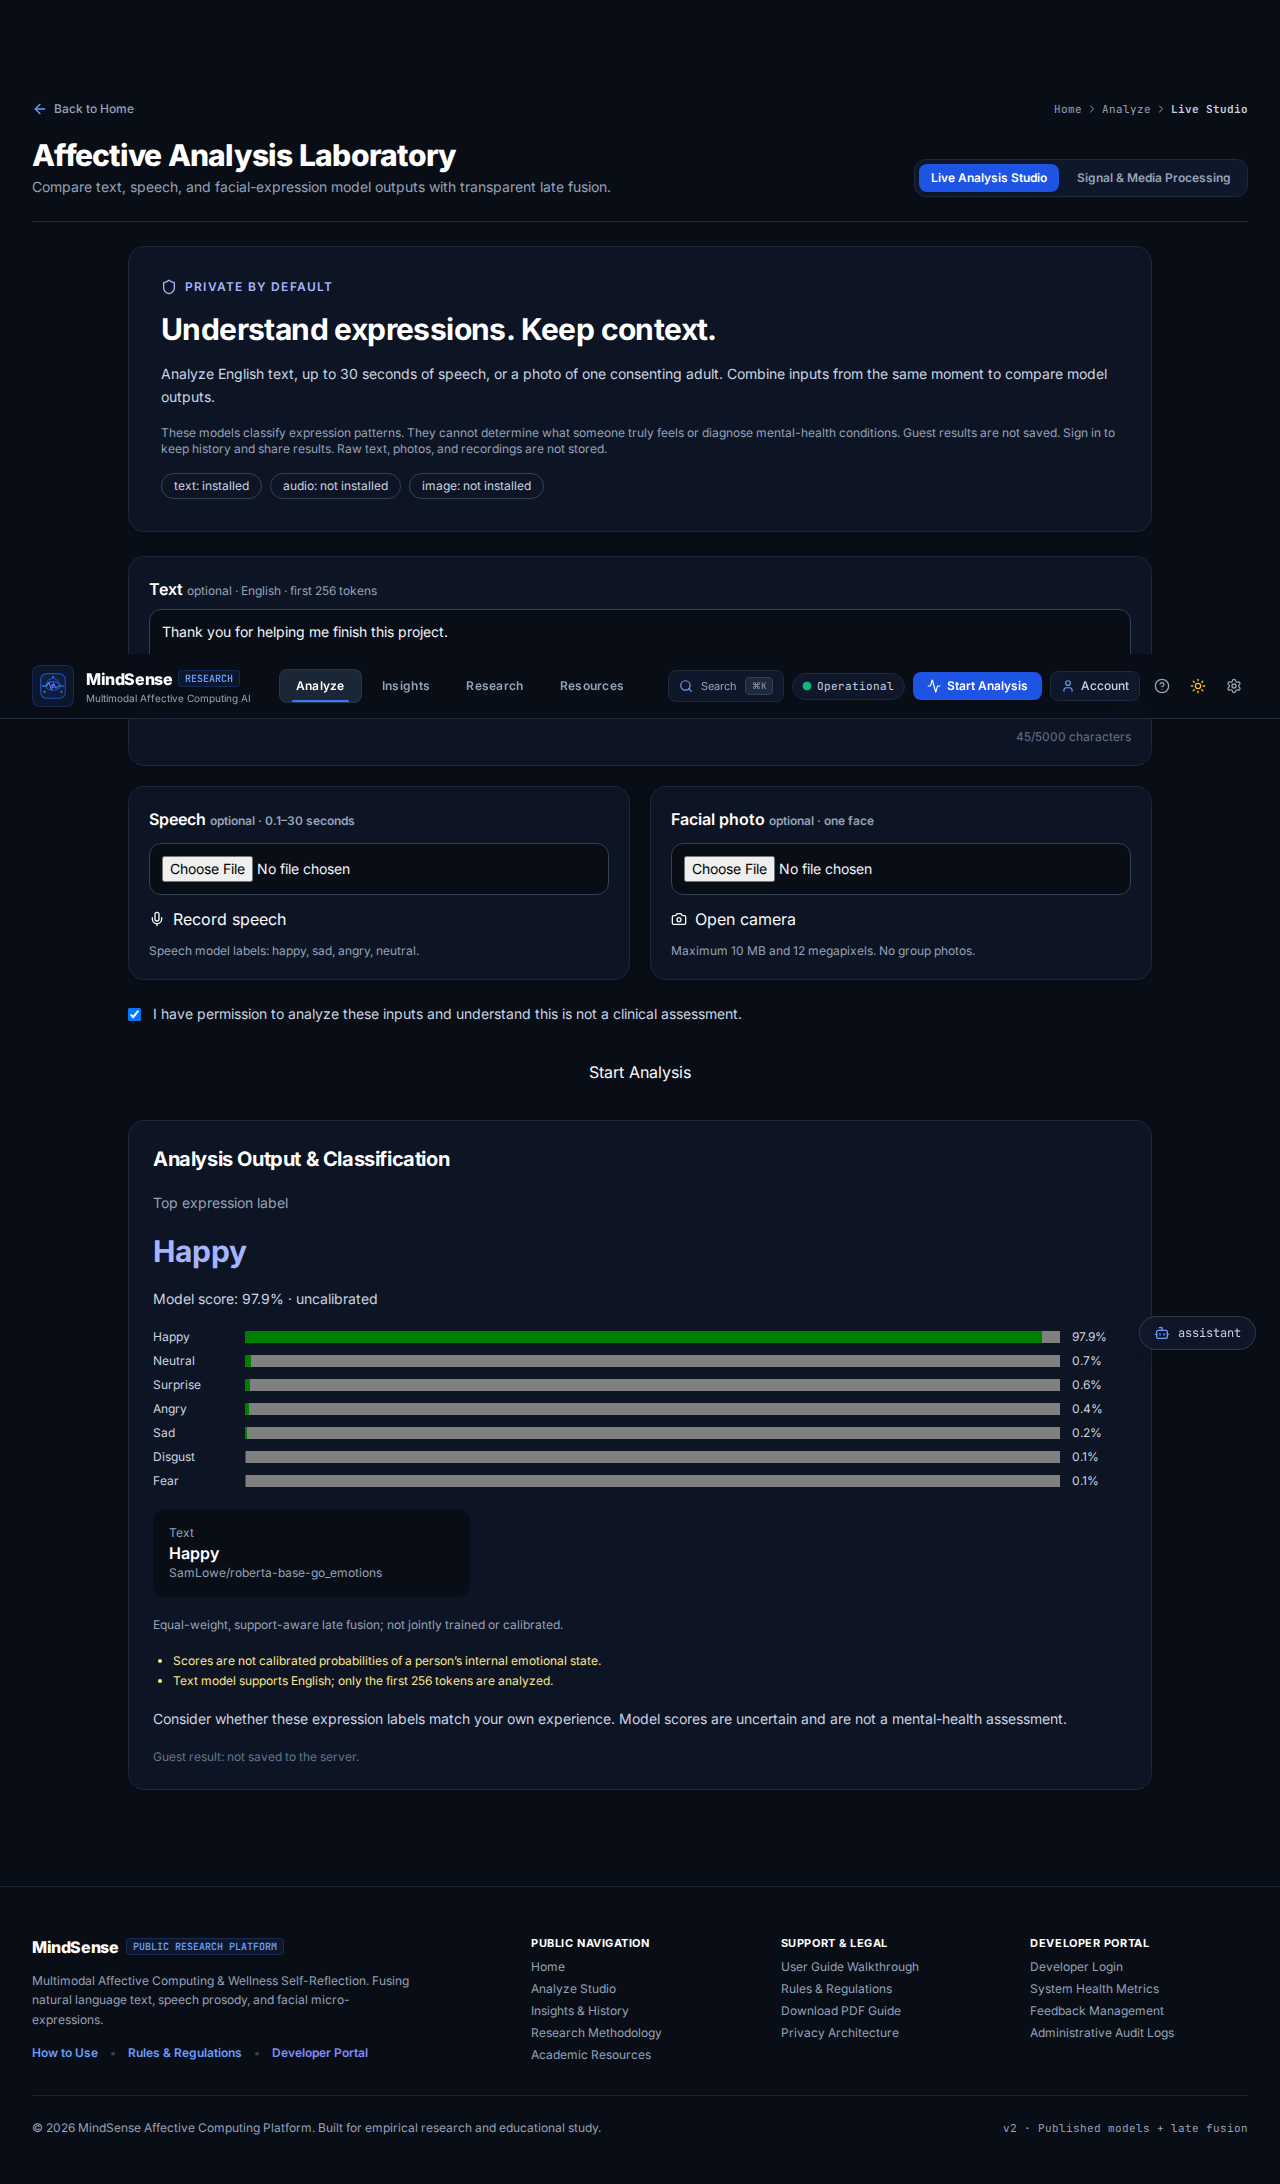 Back to Home
Home > Analyze > Live Studio
Affective Analysis Laboratory
Compare text, speech, and facial-expression model outputs with transparent late fusion.
Live Analysis Studio
Signal & Media Processing
PRIVATE BY DEFAULT
Understand expressions. Keep context.
Analyze English text, up to 30 seconds of speech, or a photo of one consenting adult. Combine inputs from the same moment to compare model
outputs.
These models classify expression patterns. They cannot determine what someone truly feels or diagnose mental-health conditions. Guest results are not saved. Sign in to
keep history and share results. Raw text, photos, and recordings are not stored.
text: installed
audio: not installed
image: not installed
Text optional · English · first 256 tokens
Thank you for helping me finish this project.
MindSense RESEARCH
Multimodal Affective Computing AI
Analyze
Insights
Research
Resources
Search ⌘K
Operational
Start Analysis
Account
45/5000 characters
Speech optional · 0.1–30 seconds
Choose File No file chosen
Record speech
Speech model labels: happy, sad, angry, neutral.
Facial photo optional · one face
Choose File No file chosen
Open camera
Maximum 10 MB and 12 megapixels. No group photos.
I have permission to analyze these inputs and understand this is not a clinical assessment.
Start Analysis
Analysis Output & Classification
Top expression label
Happy
Model score: 97.9% · uncalibrated
Happy 97.9%
Neutral 0.7%
Surprise 0.6%
Angry 0.4%
Sad 0.2%
Disgust 0.1%
Fear 0.1%
assistant
Text
Happy
SamLowe/roberta-base-go_emotions
Equal-weight, support-aware late fusion; not jointly trained or calibrated.
• Scores are not calibrated probabilities of a person's internal emotional state.
• Text model supports English; only the first 256 tokens are analyzed.
Consider whether these expression labels match your own experience. Model scores are uncertain and are not a mental-health assessment.
Guest result: not saved to the server.
MindSense PUBLIC RESEARCH PLATFORM
Multimodal Affective Computing & Wellness Self-Reflection. Fusing
natural language text, speech prosody, and facial micro-
expressions.
How to Use • Rules & Regulations • Developer Portal
PUBLIC NAVIGATION
Home
Analyze Studio
Insights & History
Research Methodology
Academic Resources
SUPPORT & LEGAL
User Guide Walkthrough
Rules & Regulations
Download PDF Guide
Privacy Architecture
DEVELOPER PORTAL
Developer Login
System Health Metrics
Feedback Management
Administrative Audit Logs
© 2026 MindSense Affective Computing Platform. Built for empirical research and educational study.
v2 · Published models + late fusion